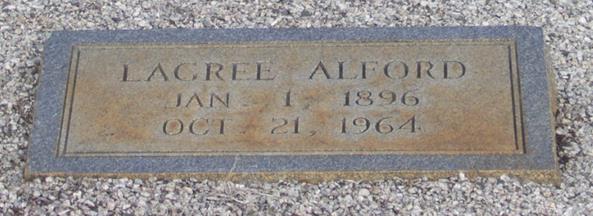 LAGREE ALFORD
JAN. 1, 1896
OCT. 21, 1964